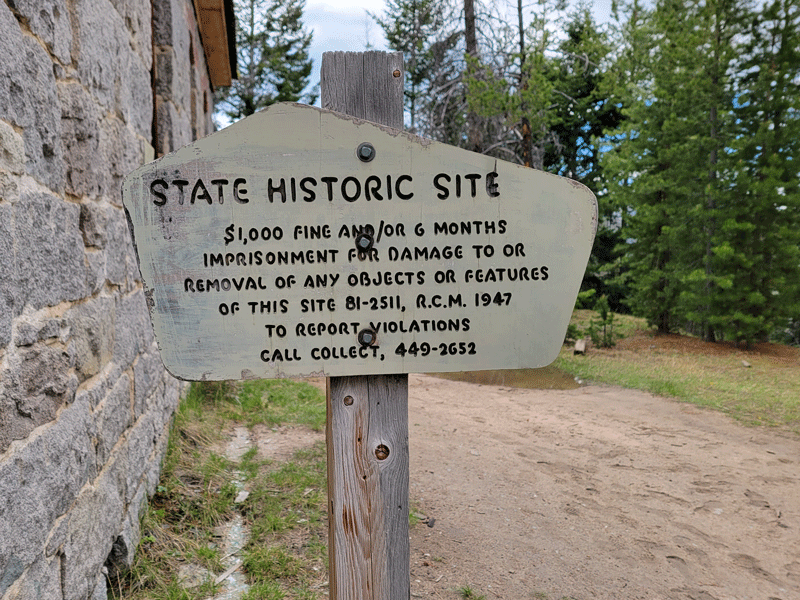 STATE HISTORIC SITE
$1,000 FINE AND/OR 6 MONTHS
IMPRISONMENT FOR DAMAGE TO OR
REMOVAL OF ANY OBJECTS OR FEATURES
OF THIS SITE 81-2511, R.C.M. 1947
TO REPORT VIOLATIONS
CALL COLLECT, 449-2652